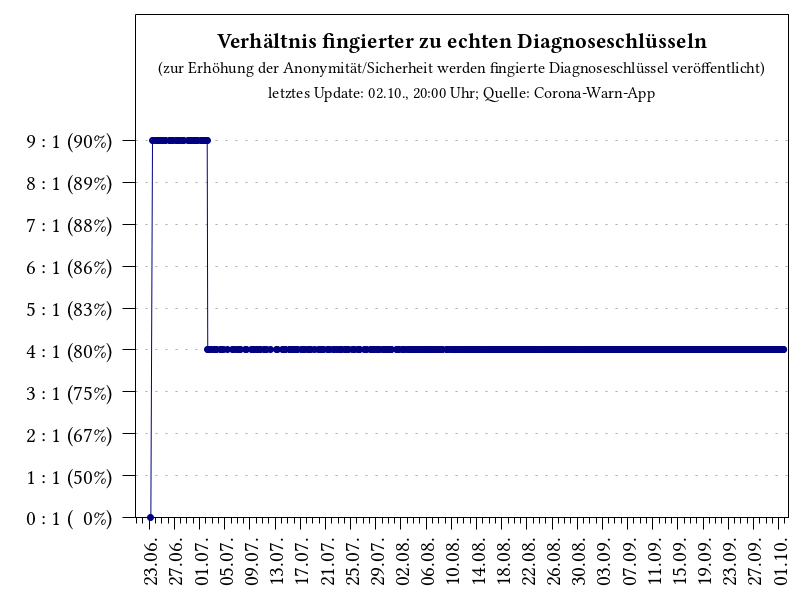 Verhältnis fingierter zu echten Diagnoseschlüsseln
(zur Erhöhung der Anonymität/Sicherheit werden fingierte Diagnoseschlüssel veröffentlicht)
letztes Update: 02.10., 20:00 Uhr; Quelle: Corona-Warn-App
9 : 1 (90%)
8 : 1 (89%)
7 : 1 (88%)
6 : 1 (86%)
5 : 1 (83%)
4 : 1 (80%)
3 : 1 (75%)
2 : 1 (67%)
1 : 1 (50%)
0 : 1 (  0%)
23.06.
27.06.
01.07.
05.07.
09.07.
13.07.
17.07.
21.07.
25.07.
29.07.
02.08.
06.08.
10.08.
14.08.
18.08.
22.08.
26.08.
30.08.
03.09.
07.09.
11.09.
15.09.
19.09.
23.09.
27.09.
01.10.